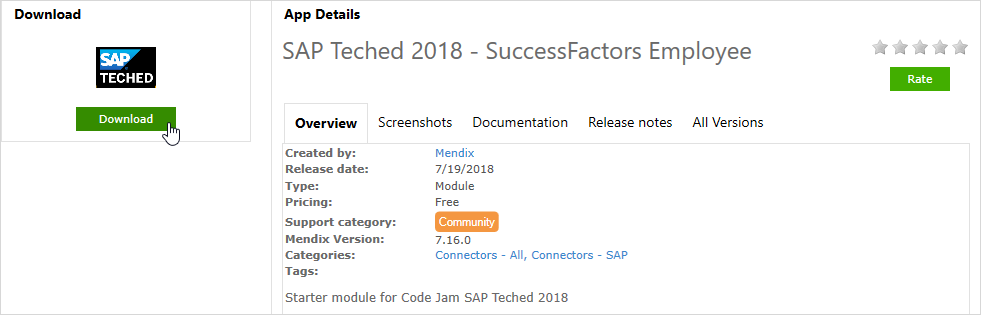 Download
SAP
TECHED
Download
App Details
SAP Teched 2018 - SuccessFactors Employee
Rate
Overview Screenshots Documentation Release notes All Versions
Created by: Mendix
Release date: 7/19/2018
Type: Module
Pricing: Free
Support category: Community
Mendix Version: 7.16.0
Categories: Connectors - All, Connectors - SAP
Tags:
Starter module for Code Jam SAP Teched 2018